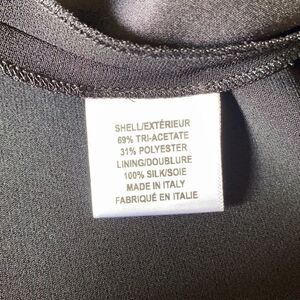 SHELL/EXTÉRIEUR
69% TRI-ACETATE
31% POLYESTER
LINING/DOUBLURE
100% SILK/SOIE
MADE IN ITALY
FABRIQUÉ EN ITALIE